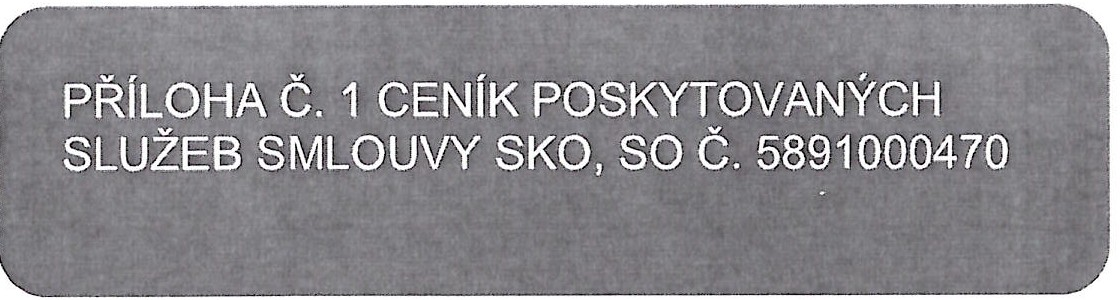 PŘÍLOHA Č. 1 CENÍK POSKYTOVANÝCH
SLUŽEB SMLOUVY SKO, SO Č. 5891000470